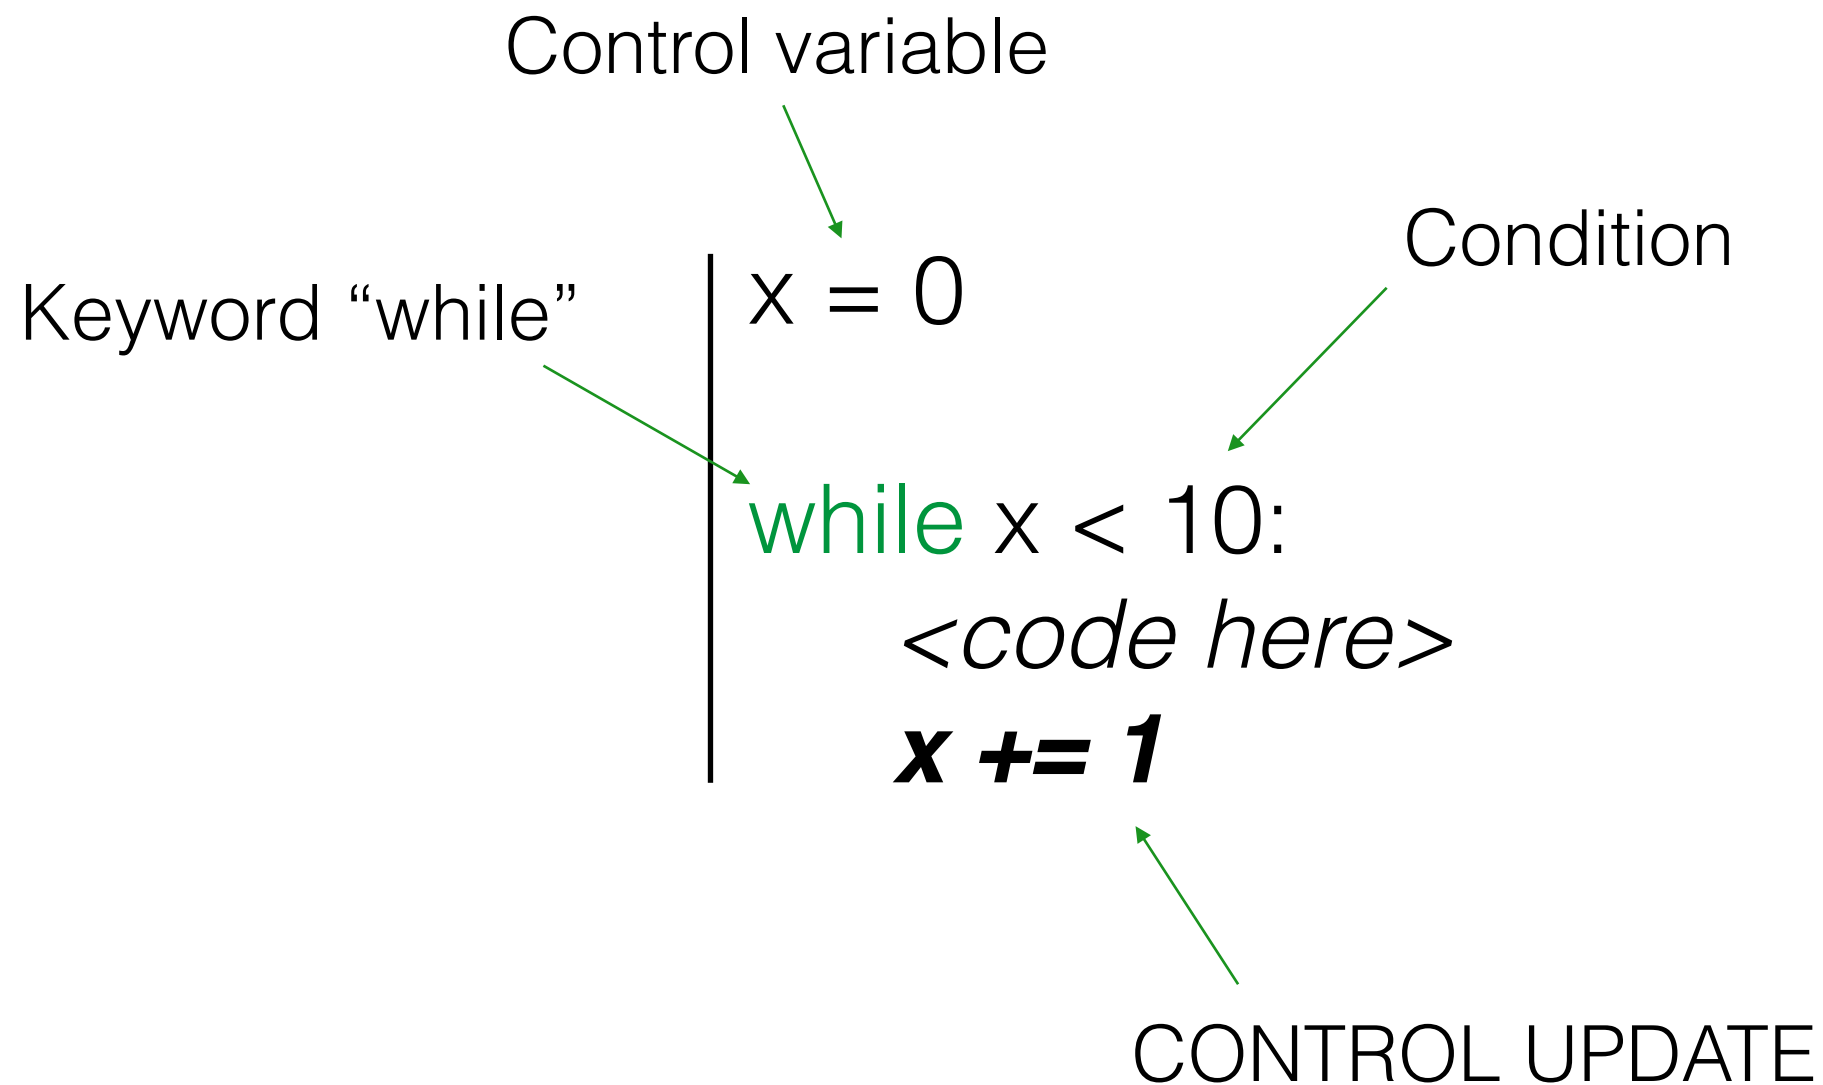 Control variable
Condition
Keyword “while”
x = 0
while x < 10:
<code here>
x += 1
CONTROL UPDATE